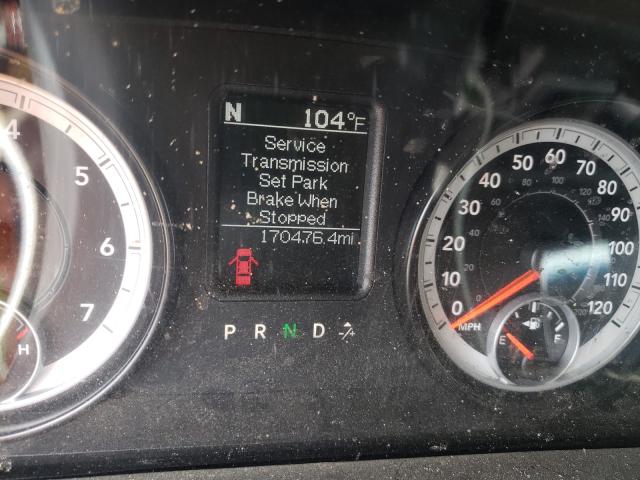 N 104°F
Service
Transmission
Set Park
Brake When
Stopped
170476.4mi
P R N D
4
5
6
7
H
0
10
20
30
40
50
60
70
80
90
100
120
MPH
E F